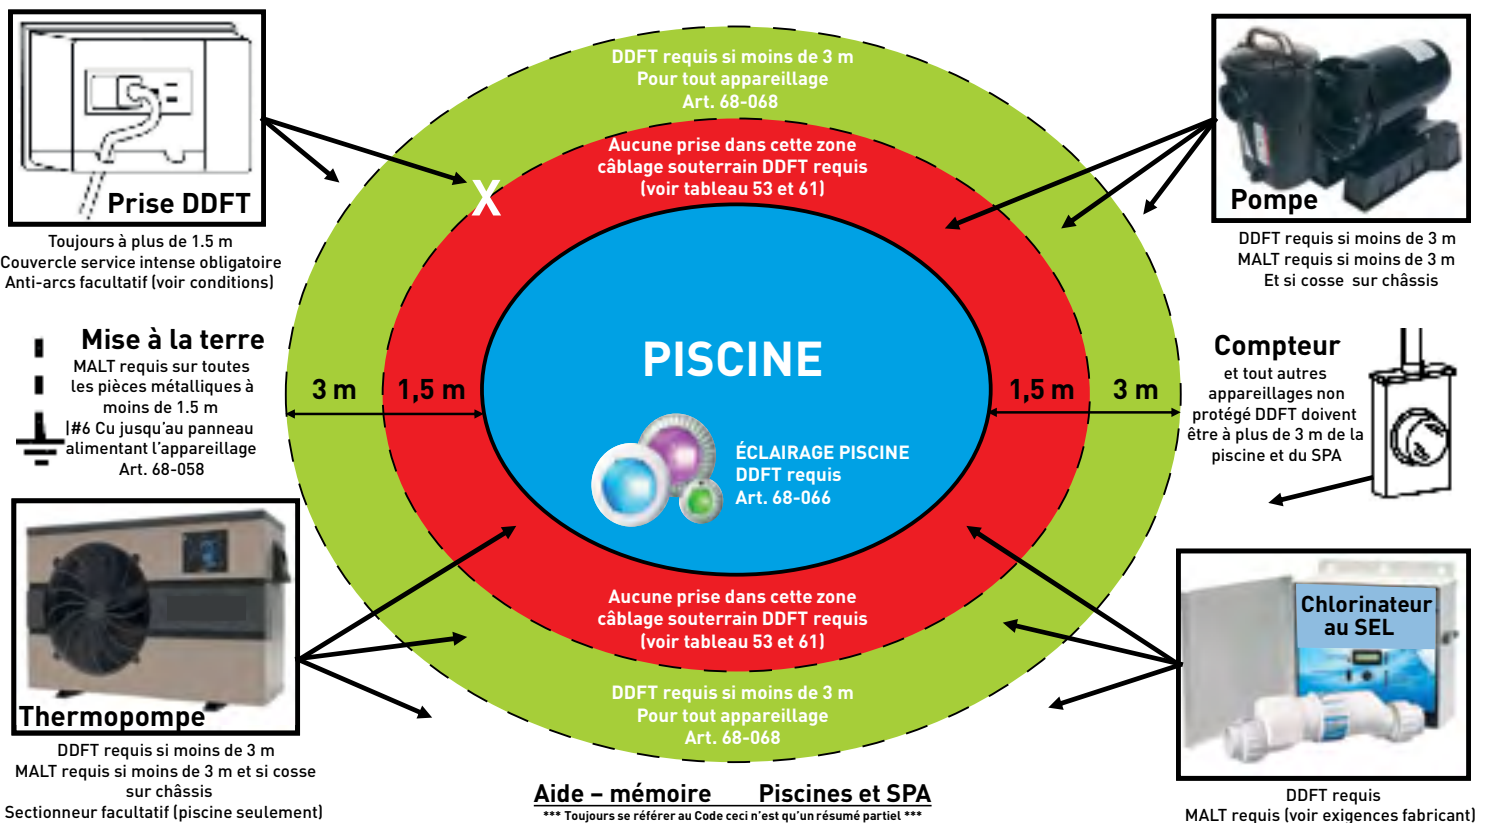 DDFT requis si moins de 3 m
Pour tout appareillage
Art. 68-068
Aucune prise dans cette zone
câblage souterrain DDFT requis
(voir tableau 53 et 61)
Prise DDFT
Toujours à plus de 1.5 m
Couvercle service intense obligatoire
Anti-arcs facultatif (voir conditions)
X
Pompe
DDFT requis si moins de 3 m
MALT requis si moins de 3 m
Et si cosse sur châssis
Mise à la terre
MALT requis sur toutes
les pièces métalliques à
moins de 1.5 m
#6 Cu jusqu'au panneau
alimentant l'appareillage
Art. 68-058
3 m
1,5 m
PISCINE
1,5 m
3 m
ÉCLAIRAGE PISCINE
DDFT requis
Art. 68-066
Compteur
et tout autres
appareillages non
protégé DDFT doivent
être à plus de 3 m de la
piscine et du SPA
Thermopompe
DDFT requis si moins de 3 m
MALT requis si moins de 3 m et si cosse
sur châssis
Sectionneur facultatif (piscine seulement)
Aucune prise dans cette zone
câblage souterrain DDFT requis
(voir tableau 53 et 61)
DDFT requis si moins de 3 m
Pour tout appareillage
Art. 68-068
Chlorinateur
au SEL
DDFT requis
MALT requis (voir exigences fabricant)
Aide – mémoire Piscines et SPA
*** Toujours se référer au Code ceci n'est qu'un résumé partiel ***